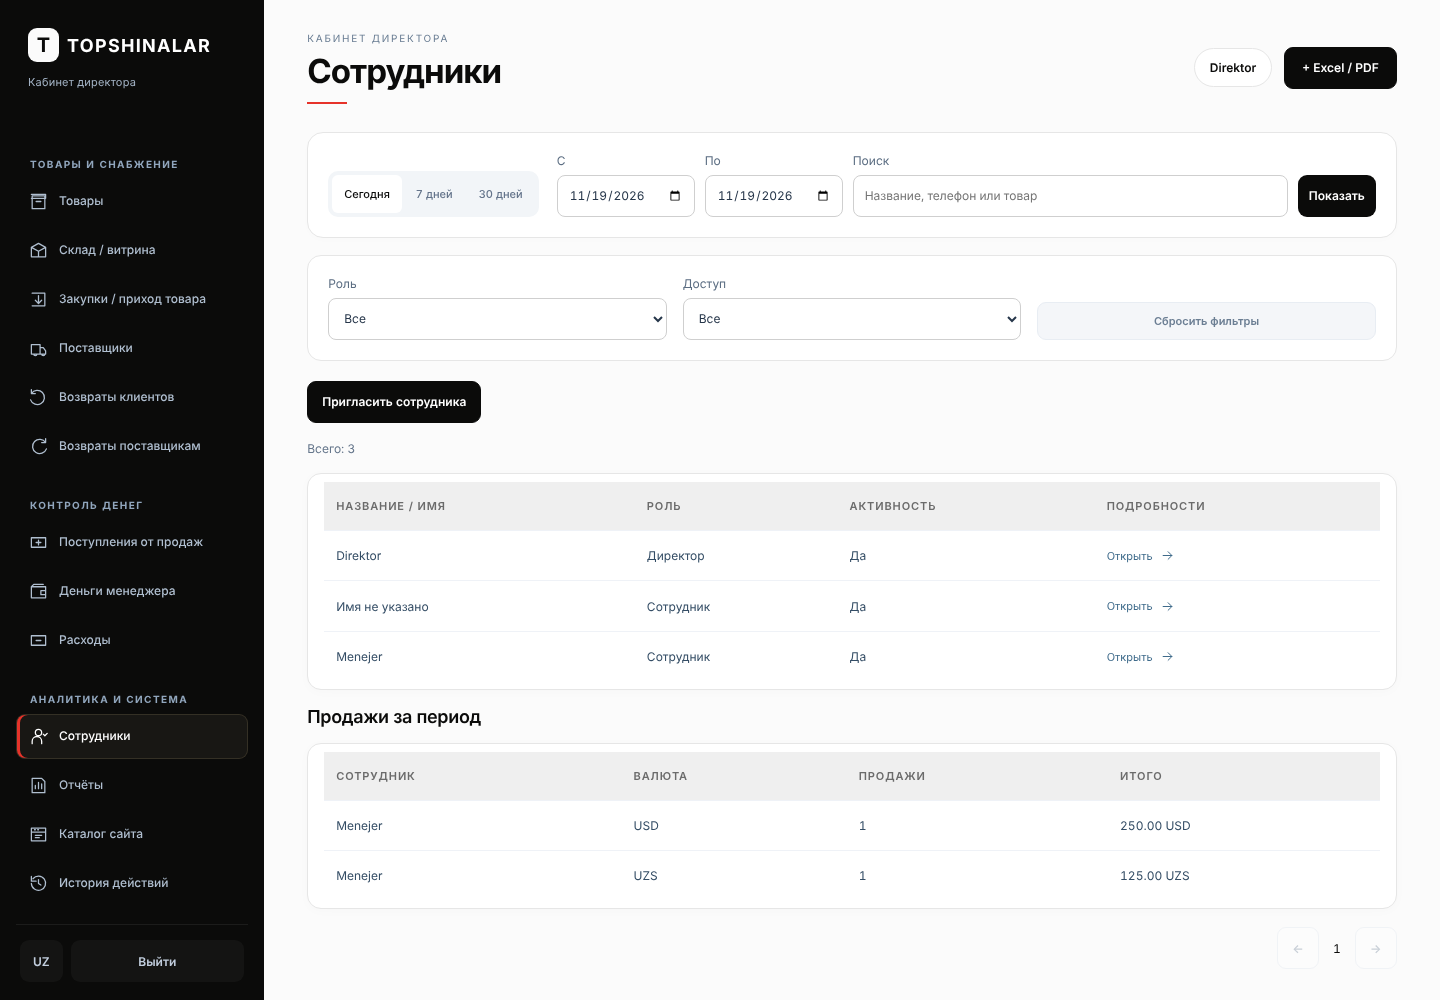 T TOPSHINALAR
Кабинет директора
ТОВАРЫ И СНАБЖЕНИЕ
Товары
Склад / витрина
Закупки / приход товара
Поставщики
Возвраты клиентов
Возвраты поставщикам
КОНТРОЛЬ ДЕНЕГ
Поступления от продаж
Деньги менеджера
Расходы
АНАЛИТИКА И СИСТЕМА
Сотрудники
Отчёты
Каталог сайта
История действий
UZ Выйти
КАБИНЕТ ДИРЕКТОРА
Сотрудники
Direktor + Excel / PDF
С По Поиск
Сегодня 7 дней 30 дней 11/19/2026 11/19/2026 Название, телефон или товар Показать
Роль Доступ
Все Все Сбросить фильтры
Пригласить сотрудника
Всего: 3
НАЗВАНИЕ / ИМЯ РОЛЬ АКТИВНОСТЬ ПОДРОБНОСТИ
Direktor Директор Да Открыть →
Имя не указано Сотрудник Да Открыть →
Menejer Сотрудник Да Открыть →
Продажи за период
СОТРУДНИК ВАЛЮТА ПРОДАЖИ ИТОГО
Menejer USD 1 250.00 USD
Menejer UZS 1 125.00 UZS
← 1 →